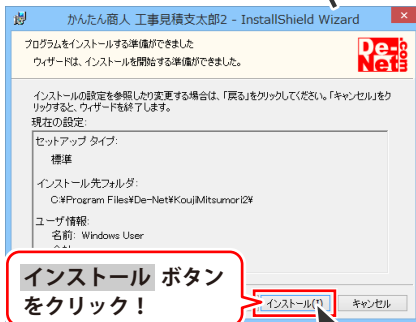 かんたん商人 工事見積支太郎2 - InstallShield Wizard
プログラムをインストールする準備ができました
ウィザードは、インストールを開始する準備ができました。
De-Net.com
インストールの設定を参照したり変更する場合は、「戻る」をクリックしてください。「キャンセル」をク
リックすると、ウィザードを終了します。
現在の設定:
セットアップ タイプ:
標準
インストール先フォルダ:
C:¥Program Files¥De-Net¥KoujiMitsumori2¥
ユーザ情報:
名前: Windows User
インストール ボタン
をクリック！
インストール(I)
キャンセル